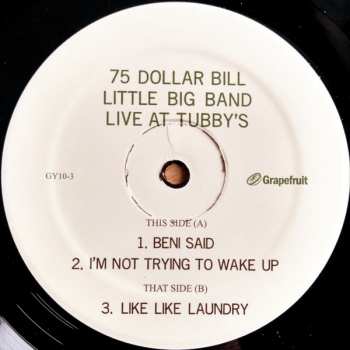 75 DOLLAR BILL
LITTLE BIG BAND
LIVE AT TUBBY'S
GY10-3
Grapefruit
THIS SIDE (A)
1. BENI SAID
2. I'M NOT TRYING TO WAKE UP
THAT SIDE (B)
3. LIKE LIKE LAUNDRY